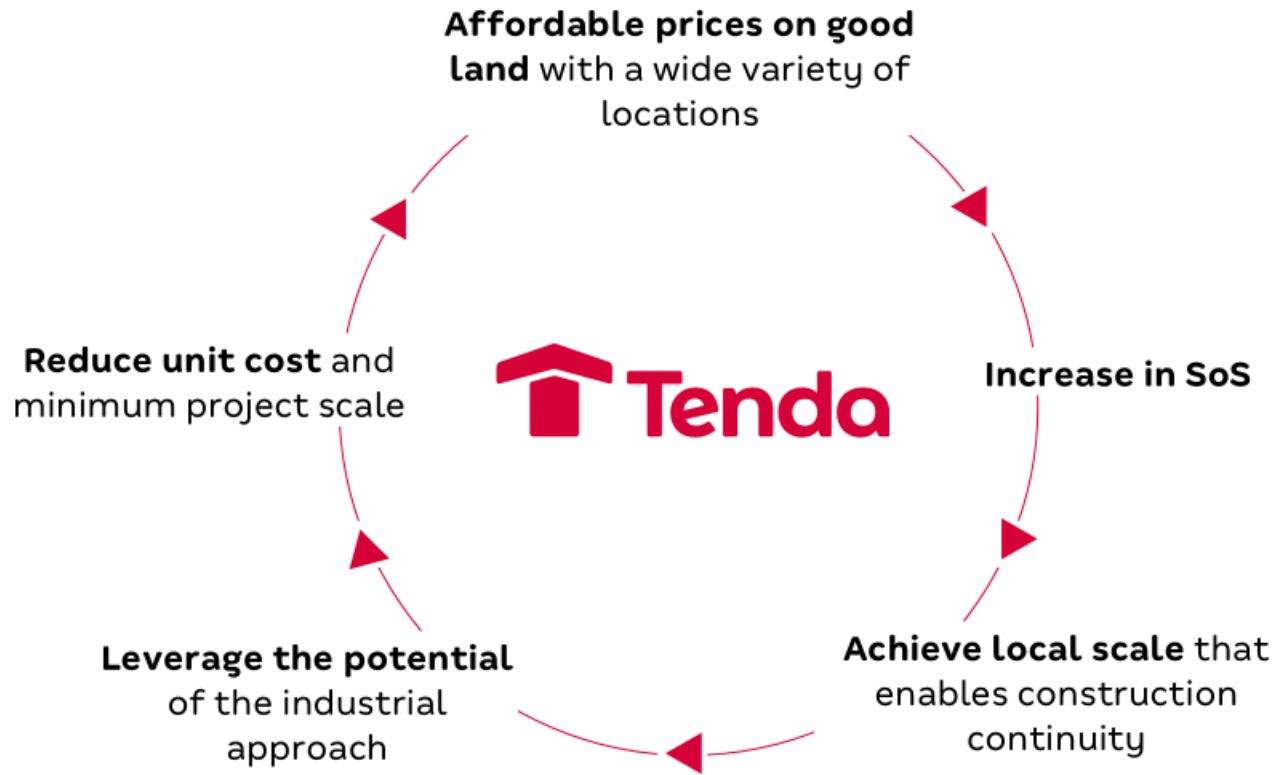 Affordable prices on good
land with a wide variety of
locations
Increase in SoS
Achieve local scale that
enables construction
continuity
Leverage the potential
of the industrial
approach
Reduce unit cost and
minimum project scale
Tenda